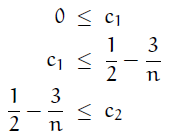 0 ≤ c₁
c₁ ≤ 1/2 − 3/n
1/2 − 3/n ≤ c₂